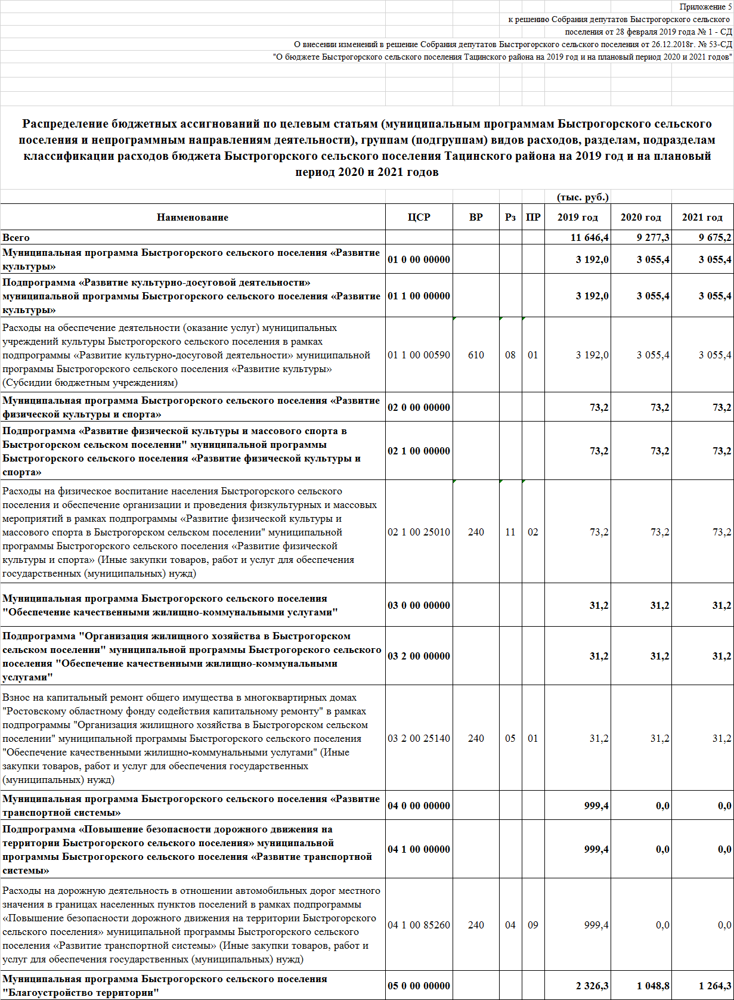 Приложение 5
к решению Собрания депутатов Быстрогорского сельского
поселения от 28 февраля 2019 года № 1 - СД
О внесении изменений в решение Собрания депутатов Быстрогорского сельского поселения от 26.12.2018г. № 53-СД
"О бюджете Быстрогорского сельского поселения Тацинского района на 2019 год и на плановый период 2020 и 2021 годов"
Распределение бюджетных ассигнований по целевым статьям (муниципальным программам Быстрогорского сельского
поселения и непрограммным направлениям деятельности), группам (подгруппам) видов расходов, разделам, подразделам
классификации расходов бюджета Быстрогорского сельского поселения Тацинского района на 2019 год и на плановый
период 2020 и 2021 годов
(тыс. руб.)
Наименование ЦСР ВР Рз ПР 2019 год 2020 год 2021 год
Всего 11 646,4 9 277,3 9 675,2
Муниципальная программа Быстрогорского сельского поселения «Развитие
культуры» 01 0 00 00000 3 192,0 3 055,4 3 055,4
Подпрограмма «Развитие культурно-досуговой деятельности»
муниципальной программы Быстрогорского сельского поселения «Развитие
культуры» 01 1 00 00000 3 192,0 3 055,4 3 055,4
Расходы на обеспечение деятельности (оказание услуг) муниципальных
учреждений культуры Быстрогорского сельского поселения в рамках
подпрограммы «Развитие культурно-досуговой деятельности» муниципальной
программы Быстрогорского сельского поселения «Развитие культуры»
(Субсидии бюджетным учреждениям) 01 1 00 00590 610 08 01 3 192,0 3 055,4 3 055,4
Муниципальная программа Быстрогорского сельского поселения «Развитие
физической культуры и спорта» 02 0 00 00000 73,2 73,2 73,2
Подпрограмма «Развитие физической культуры и массового спорта в
Быстрогорском сельском поселении" муниципальной программы
Быстрогорского сельского поселения «Развитие физической культуры и
спорта» 02 1 00 00000 73,2 73,2 73,2
Расходы на физическое воспитание населения Быстрогорского сельского
поселения и обеспечение организации и проведения физкультурных и массовых
мероприятий в рамках подпрограммы «Развитие физической культуры и
массового спорта в Быстрогорском сельском поселении" муниципальной
программы Быстрогорского сельского поселения «Развитие физической
культуры и спорта» (Иные закупки товаров, работ и услуг для обеспечения
государственных (муниципальных) нужд) 02 1 00 25010 240 11 02 73,2 73,2 73,2
Муниципальная программа Быстрогорского сельского поселения
"Обеспечение качественными жилищно-коммунальными услугами" 03 0 00 00000 31,2 31,2 31,2
Подпрограмма "Организация жилищного хозяйства в Быстрогорском
сельском поселении" муниципальной программы Быстрогорского сельского
поселения "Обеспечение качественными жилищно-коммунальными
услугами" 03 2 00 00000 31,2 31,2 31,2
Взнос на капитальный ремонт общего имущества в многоквартирных домах
"Ростовскому областному фонду содействия капитальному ремонту" в рамках
подпрограммы "Организация жилищного хозяйства в Быстрогорском сельском
поселении" муниципальной программы Быстрогорского сельского поселения
"Обеспечение качественными жилищно-коммунальными услугами" (Иные
закупки товаров, работ и услуг для обеспечения государственных
(муниципальных) нужд) 03 2 00 25140 240 05 01 31,2 31,2 31,2
Муниципальная программа Быстрогорского сельского поселения «Развитие
транспортной системы» 04 0 00 00000 999,4 0,0 0,0
Подпрограмма «Повышение безопасности дорожного движения на
территории Быстрогорского сельского поселения» муниципальной
программы Быстрогорского сельского поселения «Развитие транспортной
системы» 04 1 00 00000 999,4 0,0 0,0
Расходы на дорожную деятельность в отношении автомобильных дорог местного
значения в границах населенных пунктов поселений в рамках подпрограммы
«Повышение безопасности дорожного движения на территории Быстрогорского
сельского поселения» муниципальной программы Быстрогорского сельского
поселения «Развитие транспортной системы» (Иные закупки товаров, работ и
услуг для обеспечения государственных (муниципальных) нужд) 04 1 00 85260 240 04 09 999,4 0,0 0,0
Муниципальная программа Быстрогорского сельского поселения
"Благоустройство территории" 05 0 00 00000 2 326,3 1 048,8 1 264,3